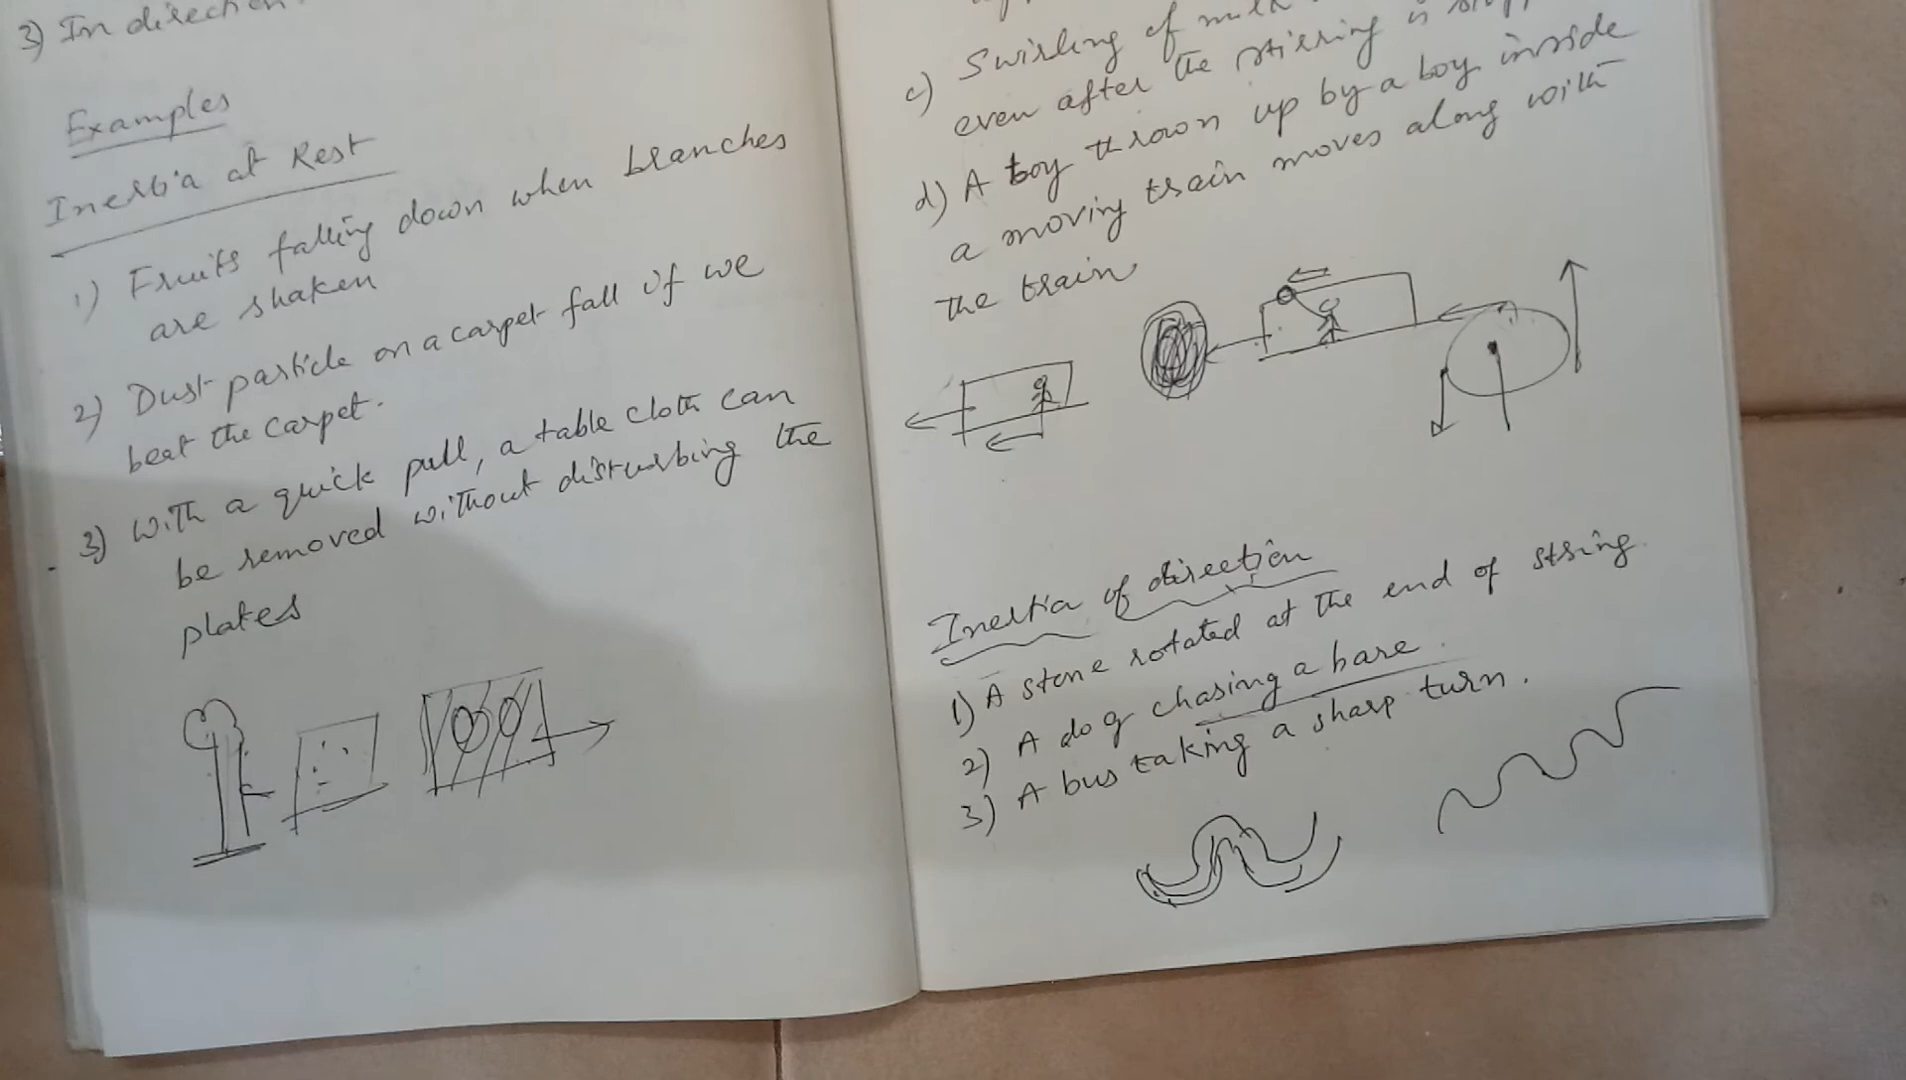 3) In direction
Examples
Inertia at Rest
1) Fruits falling down when branches
are shaken
2) Dust particle on a carpet fall if we
beat the carpet.
3) With a quick pull, a table cloth can
be removed without disturbing the
plates
c) Swirling of milk
even after the stirring is
d) A toy thrown up by a boy inside
a moving train moves along with
the train
Inertia of direction
1) A stone rotated at the end of string
2) A dog chasing a hare.
3) A bus taking a sharp turn.